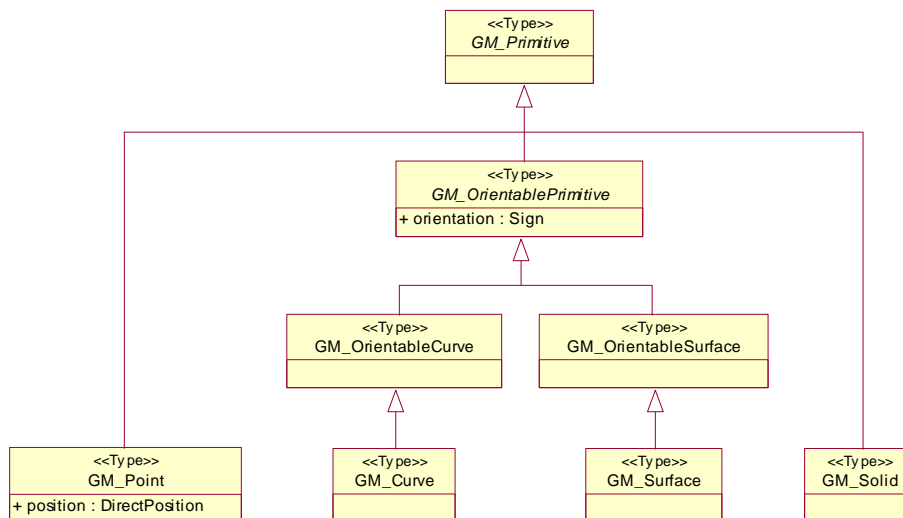 <<Type>>
GM_Primitive
<<Type>>
GM_OrientablePrimitive
+ orientation : Sign
<<Type>>
GM_OrientableCurve
<<Type>>
GM_OrientableSurface
<<Type>>
GM_Point
+ position : DirectPosition
<<Type>>
GM_Curve
<<Type>>
GM_Surface
<<Type>>
GM_Solid